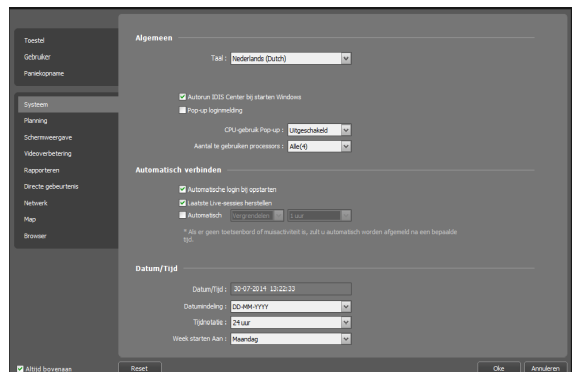 Toestel
Gebruiker
Paniekopname
Systeem
Planning
Schermweergave
Videoverbetering
Rapporteren
Directe gebeurtenis
Netwerk
Map
Browser
Algemeen
Taal : Nederlands (Dutch)
Autorun IDIS Center bij starten Windows
Pop-up loginmelding
CPU-gebruik Pop-up : Uitgeschakeld
Aantal te gebruiken processors : Alle(4)
Automatisch verbinden
Automatische login bij opstarten
Laatste Live-sessies herstellen
Automatisch Vergrendelen 1 uur
* Als er geen toetsenbord of muisactiviteit is, zult u automatisch worden afgemeld na een bepaalde
tijd.
Datum/Tijd
Datum/Tijd : 30-07-2014 13:22:33
Datumindeling : DD-MM-YYYY
Tijdnotatie : 24 uur
Week starten Aan : Maandag
Altijd bovenaan
Reset
Oke
Annuleren